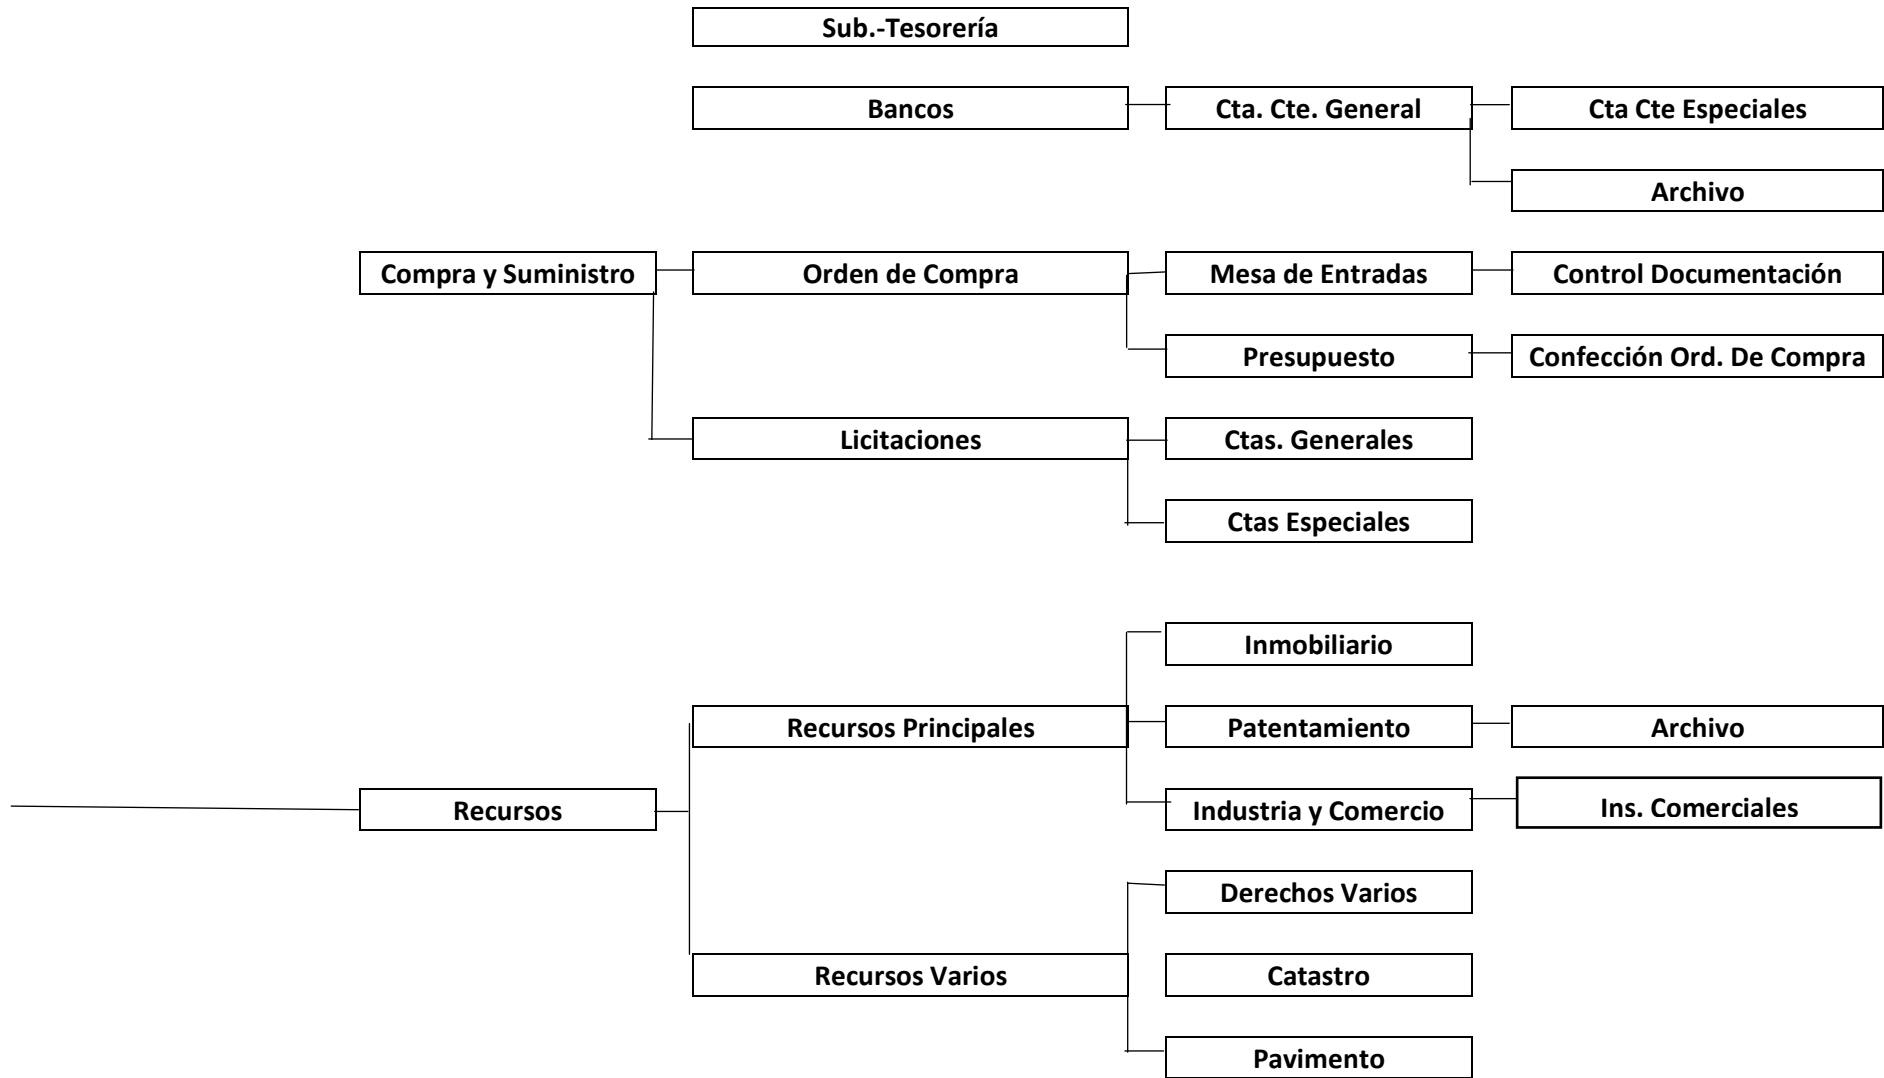 Sub.-Tesorería
Bancos
Cta. Cte. General
Cta Cte Especiales
Archivo
Compra y Suministro
Orden de Compra
Mesa de Entradas
Control Documentación
Presupuesto
Confección Ord. De Compra
Licitaciones
Ctas. Generales
Ctas Especiales
Inmobiliario
Recursos Principales
Patentamiento
Archivo
Recursos
Industria y Comercio
Ins. Comerciales
Derechos Varios
Recursos Varios
Catastro
Pavimento